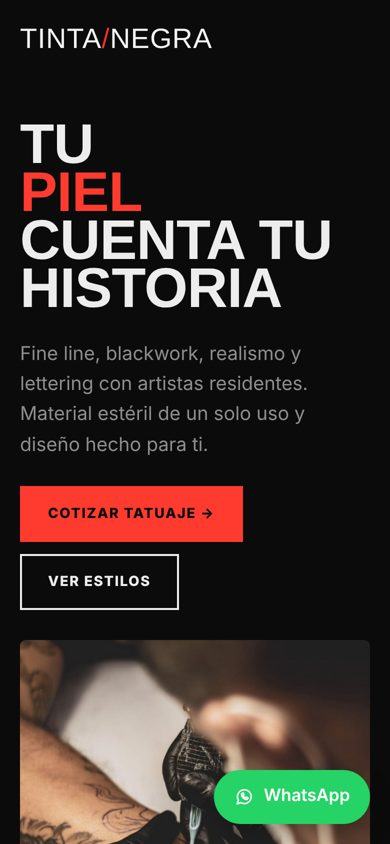 TINTA/NEGRA
TU
PIEL
CUENTA TU
HISTORIA
Fine line, blackwork, realismo y
lettering con artistas residentes.
Material estéril de un solo uso y
diseño hecho para ti.
COTIZAR TATUAJE →
VER ESTILOS
WhatsApp